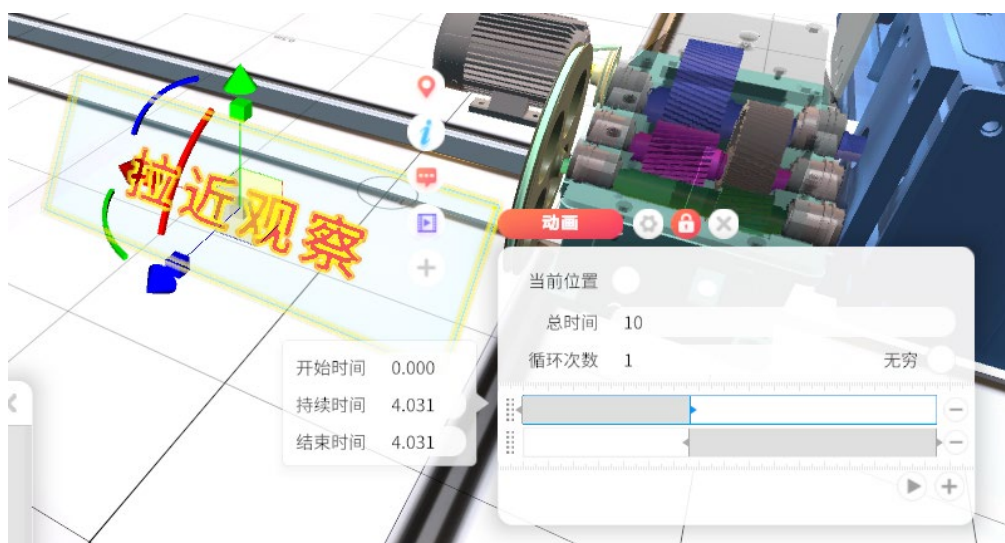 拉近观察
动画
当前位置
总时间 10
循环次数 1 无穷
开始时间 0.000
持续时间 4.031
结束时间 4.031